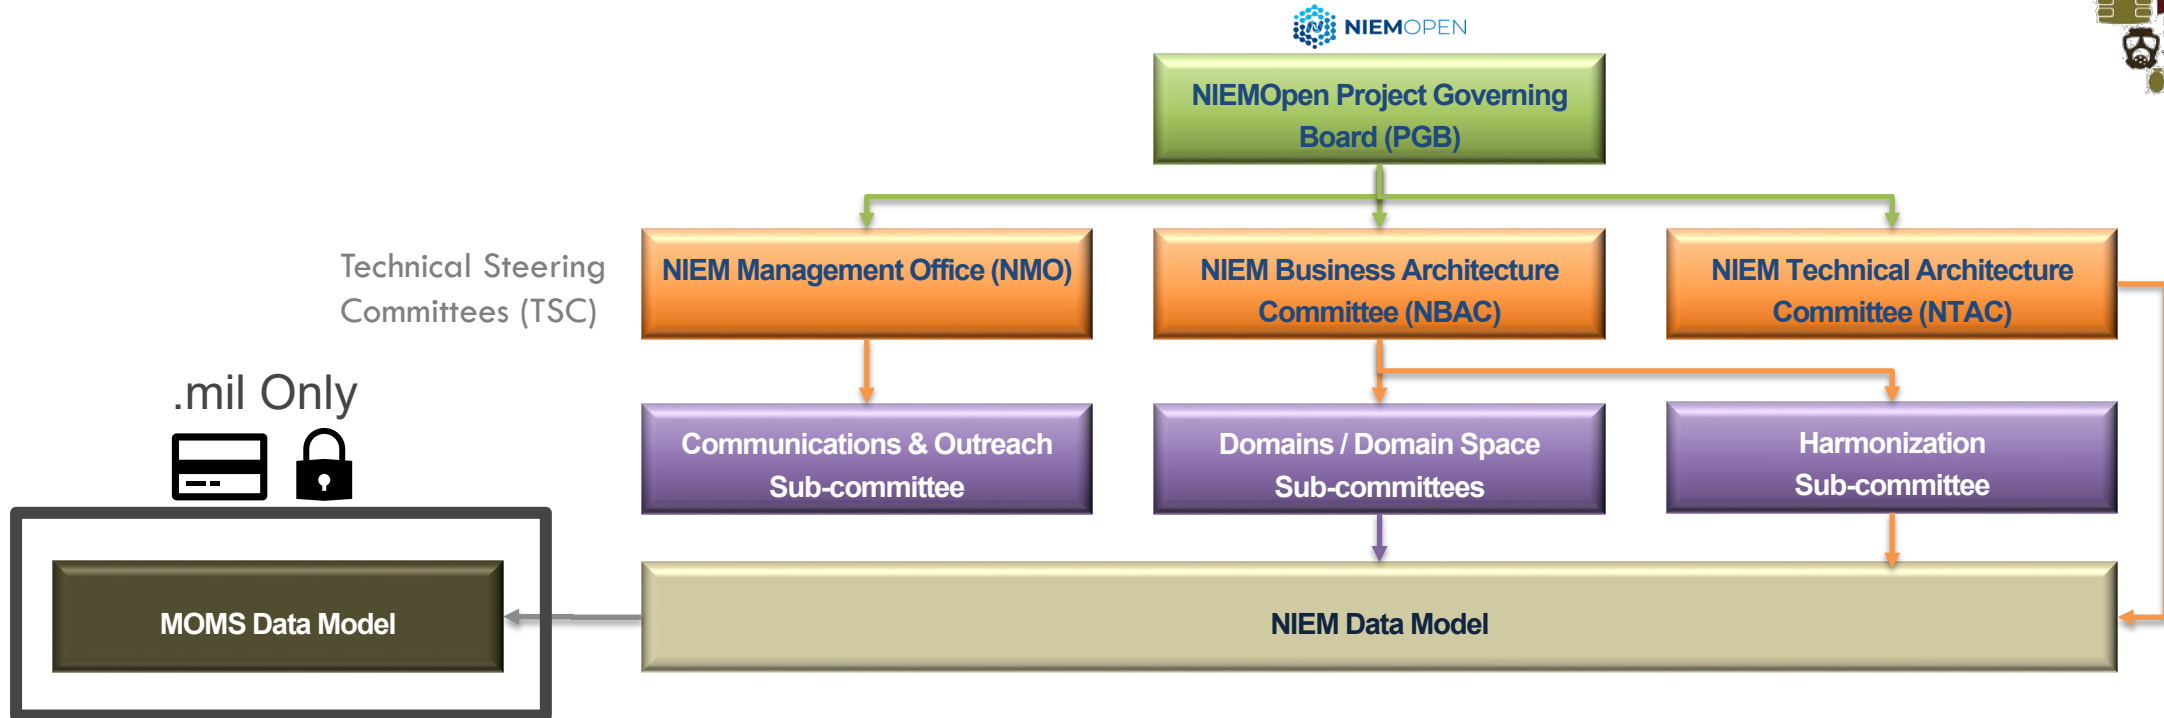 NIEMOPEN
NIEMOpen Project Governing
Board (PGB)
Technical Steering
Committees (TSC)
NIEM Management Office (NMO)
NIEM Business Architecture
Committee (NBAC)
NIEM Technical Architecture
Committee (NTAC)
.mil Only
Communications & Outreach
Sub-committee
Domains / Domain Space
Sub-committees
Harmonization
Sub-committee
MOMS Data Model
NIEM Data Model